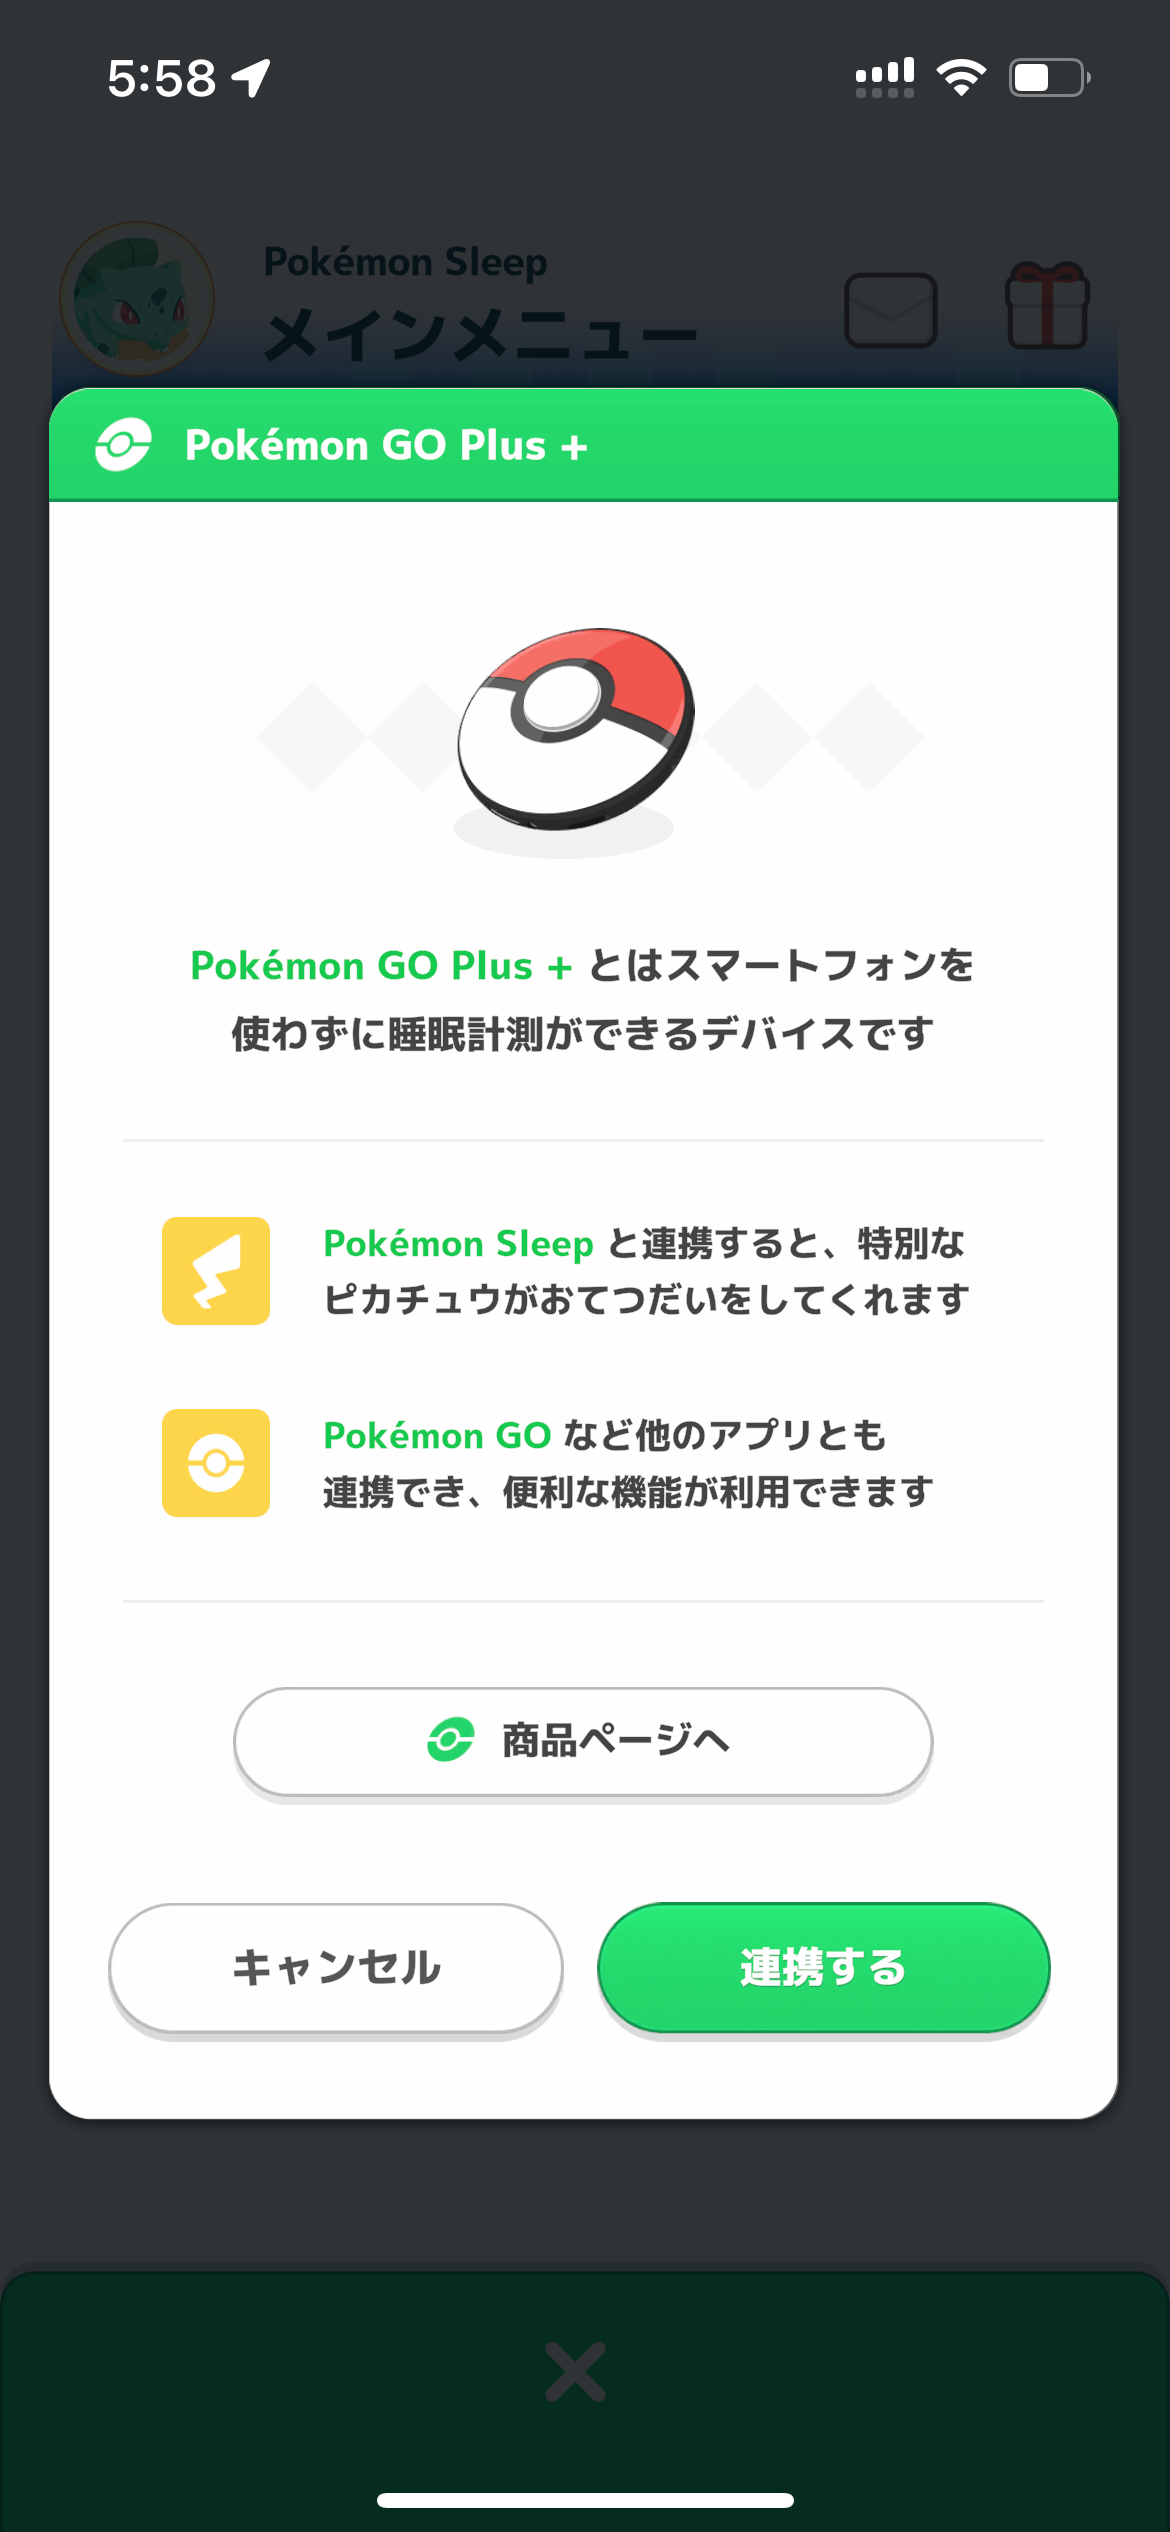 5:58
Pokémon Sleep
メインメニュー
Pokémon GO Plus +
Pokémon GO Plus + とはスマートフォンを
使わずに睡眠計測ができるデバイスです
Pokémon Sleep と連携すると、特別な
ピカチュウがおてつだいをしてくれます
Pokémon GO など他のアプリとも
連携でき、便利な機能が利用できます
商品ページへ
キャンセル
連携する